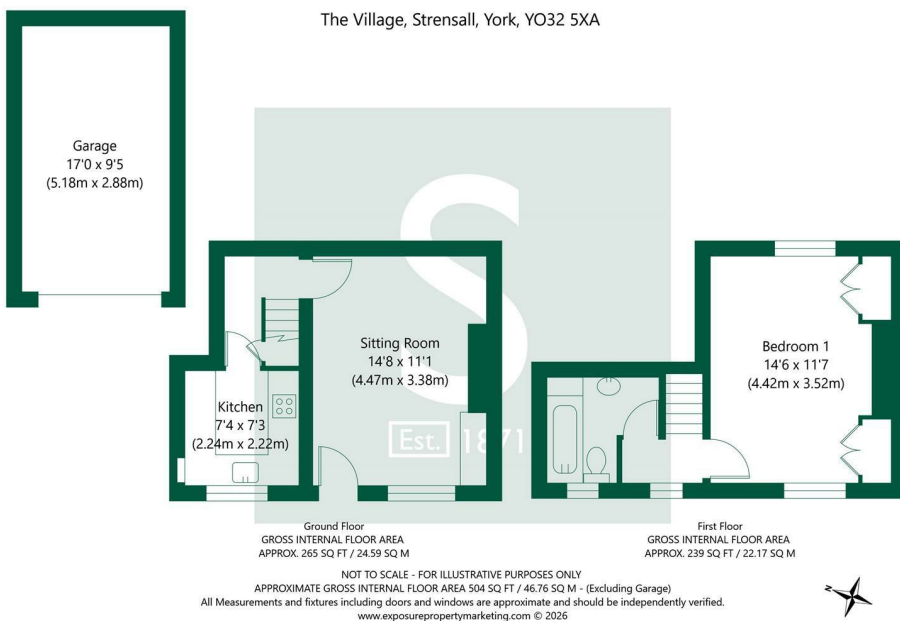 The Village, Strensall, York, YO32 5XA
Garage
17'0 x 9'5
(5.18m x 2.88m)
Sitting Room
14'8 x 11'1
(4.47m x 3.38m)
Kitchen
7'4 x 7'3
(2.24m x 2.22m)
Bedroom 1
14'6 x 11'7
(4.42m x 3.52m)
S
Est. 1871
Ground Floor
GROSS INTERNAL FLOOR AREA
APPROX. 265 SQ FT / 24.59 SQ M
First Floor
GROSS INTERNAL FLOOR AREA
APPROX. 239 SQ FT / 22.17 SQ M
NOT TO SCALE - FOR ILLUSTRATIVE PURPOSES ONLY
APPROXIMATE GROSS INTERNAL FLOOR AREA 504 SQ FT / 46.76 SQ M - (Excluding Garage)
All Measurements and fixtures including doors and windows are approximate and should be independently verified.
www.exposurepropertymarketing.com © 2026
N